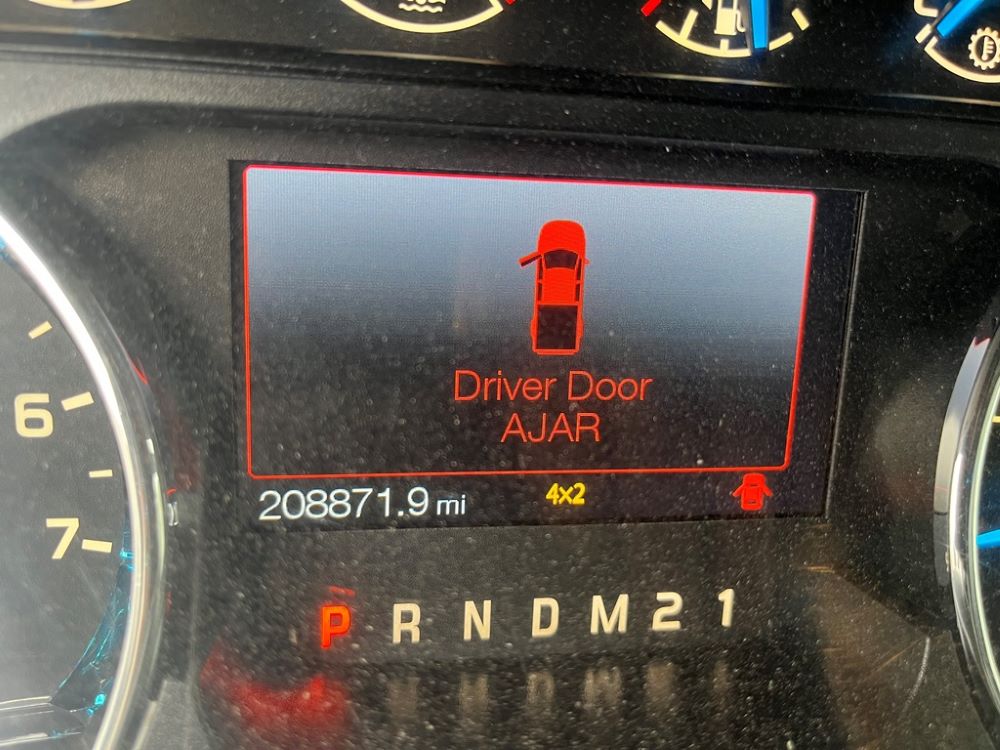 Driver Door
AJAR
208871.9 mi 4x2
6
7
P R N D M 2 1